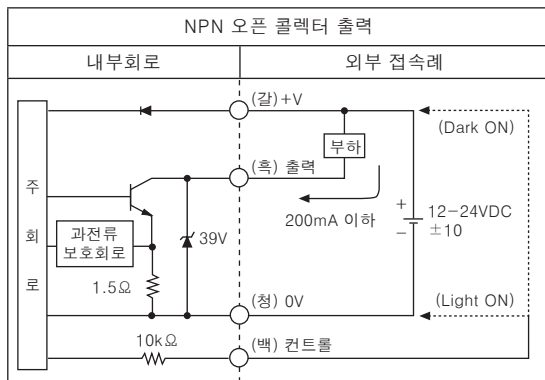 NPN 오픈 콜렉터 출력
내부회로
외부 접속례
(갈)+V
(Dark ON)
부하
(흑) 출력
주
회
로
200mA 이하
+
−
12−24VDC
±10
과전류
보호회로
39V
1.5Ω
(청) 0V
(Light ON)
10kΩ
(백) 컨트롤